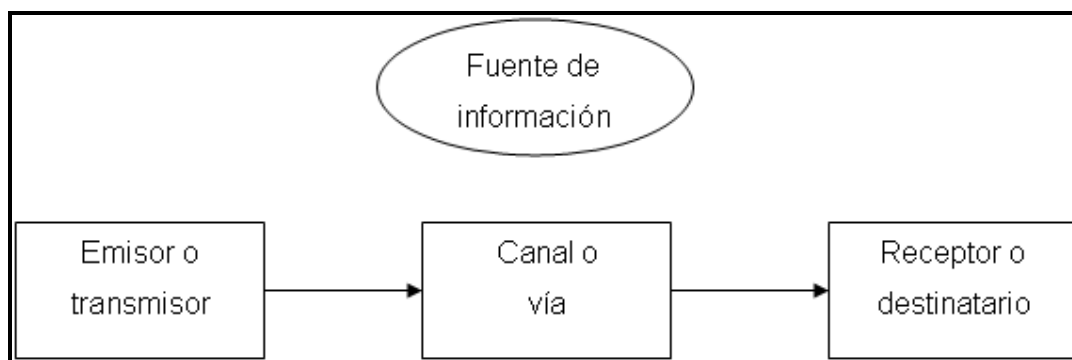 Fuente de
información
Emisor o
transmisor
Canal o
vía
Receptor o
destinatario